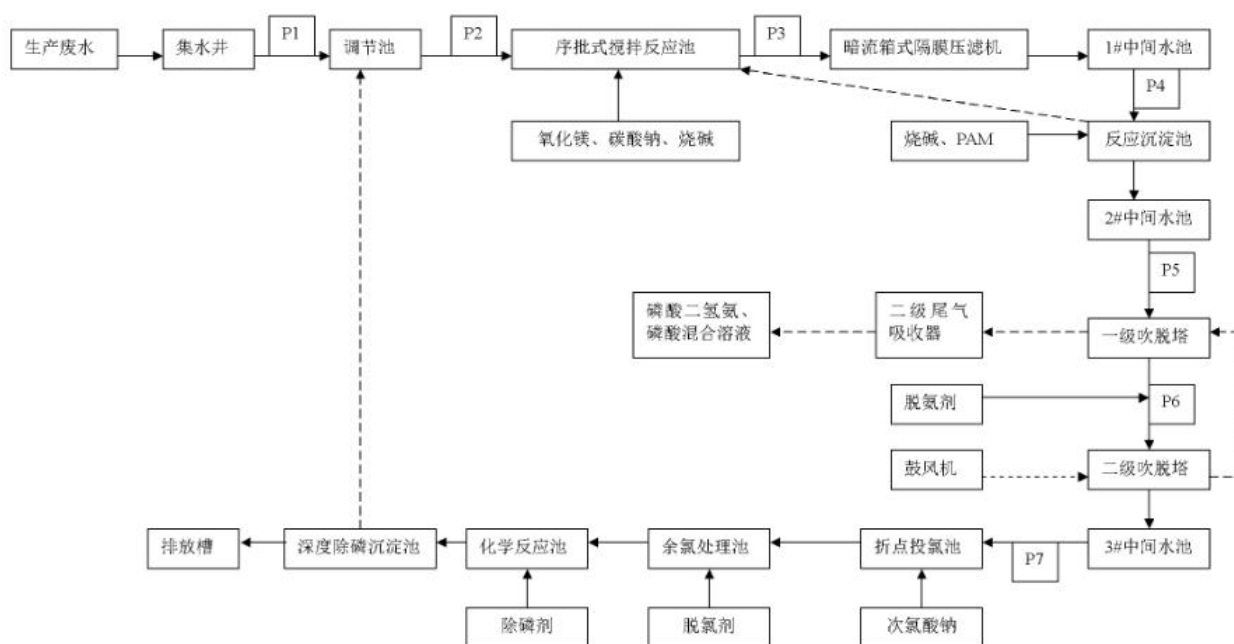 生产废水
集水井
P1
调节池
P2
序批式搅拌反应池
P3
暗流箱式隔膜压滤机
1#中间水池
P4
氧化镁、碳酸钠、烧碱
烧碱、PAM
反应沉淀池
2#中间水池
P5
磷酸二氢氨、
磷酸混合溶液
二级尾气
吸收器
一级吹脱塔
脱氨剂
P6
鼓风机
二级吹脱塔
排放槽
深度除磷沉淀池
化学反应池
余氯处理池
折点投氯池
P7
3#中间水池
除磷剂
脱氯剂
次氯酸钠